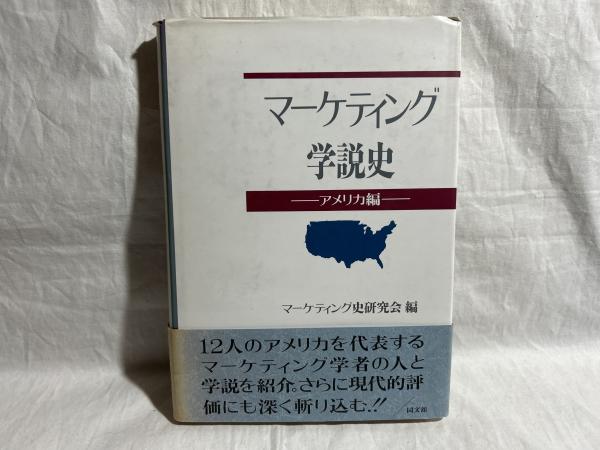 マーケティング
学説史
―アメリカ編―
マーケティング史研究会 編
12人のアメリカを代表する
マーケティング学者の人と
学説を紹介。さらに現代的評
価にも深く斬り込む.!!
同文舘